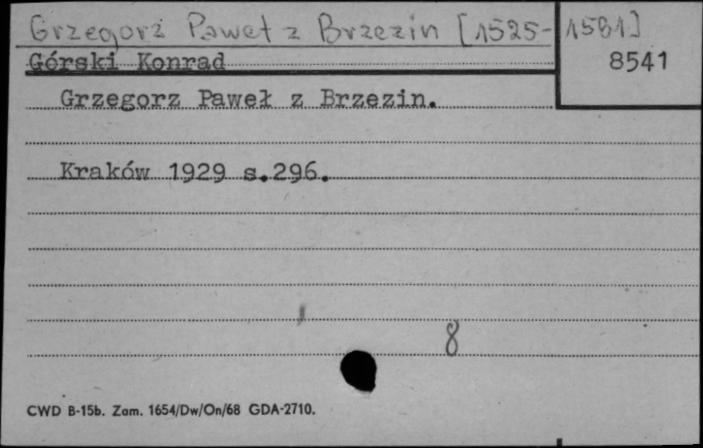 Grzegorz Paweł z Brzezin [1525-1581]
Górski Konrad
8541
Grzegorz Paweł z Brzezin.
Kraków 1929 s.296.
8
CWD B-15b. Zam. 1654/Dw/On/68 GDA-2710.